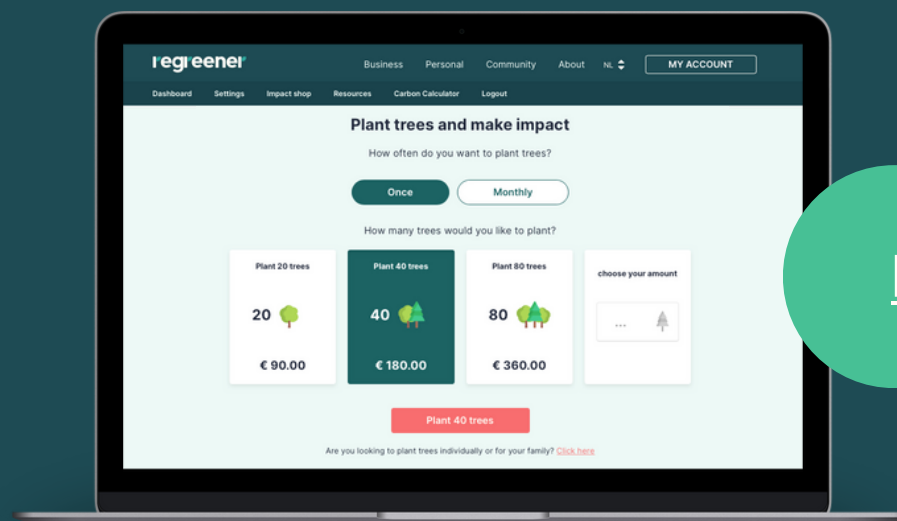 regreener
Business Personal Community About NL MY ACCOUNT
Dashboard Settings Impact shop Resources Carbon Calculator Logout
Plant trees and make impact
How often do you want to plant trees?
Once Monthly
How many trees would you like to plant?
Plant 20 trees Plant 40 trees Plant 80 trees choose your amount
20 40 80 ...
€ 90.00 € 180.00 € 360.00
Plant 40 trees
Are you looking to plant trees individually or for your family? Click here